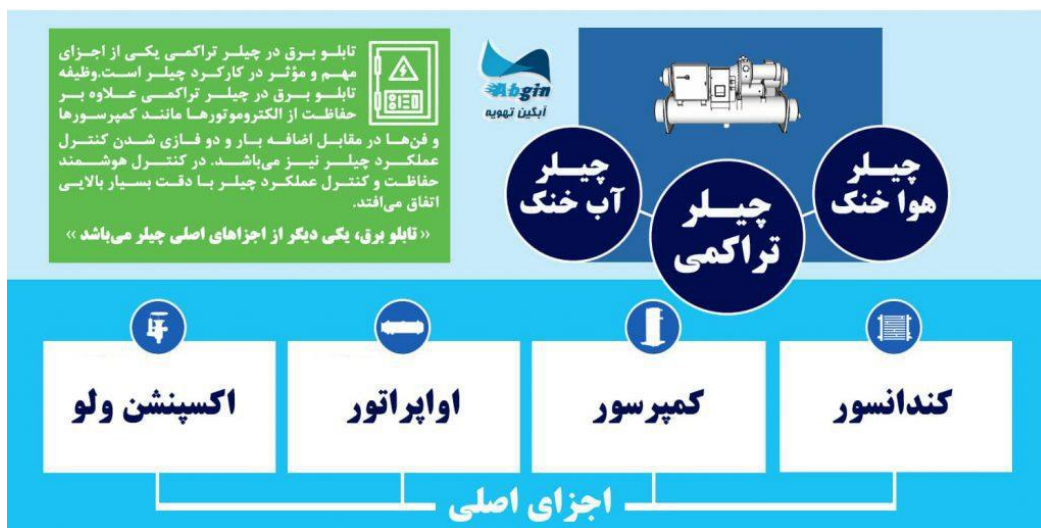 تابلو برق در چیلر تراکمی یکی از اجزای
مهم و مؤثر در کارکرد چیلر است.وظیفه
تابلو برق در چیلر تراکمی علاوه بر
حفاظت از الکتروموتورها مانند کمپرسورها
و فن‌ها در مقابل اضافه بار و دو فازی شدن کنترل
عملکرد چیلر نیز می‌باشد. در کنترل هوشمند
حفاظت و کنترل عملکرد چیلر با دقت بسیار بالایی
اتفاق می‌افتد.
«تابلو برق، یکی دیگر از اجزاهای اصلی چیلر می‌باشد»
Abgin
آبگین تهویه
چیلر
هوا خنک
چیلر
تراکمی
چیلر
آب خنک
کندانسور
کمپرسور
اواپراتور
اکسپنشن ولو
اجزای اصلی